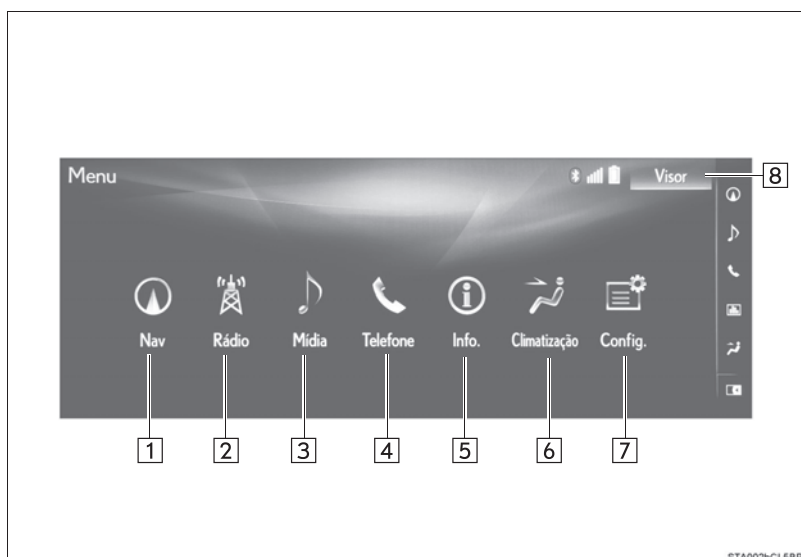 Menu
Visor
8
Nav Rádio Mídia Telefone Info. Climatização Config.
1 2 3 4 5 6 7